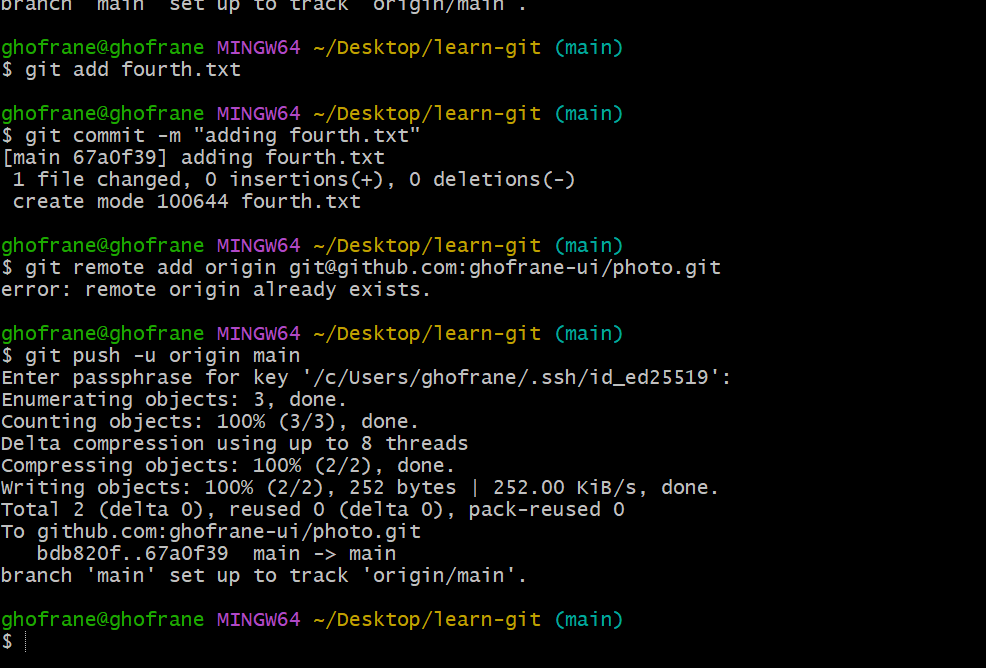 branch 'main' set up to track 'origin/main'.
ghofrane@ghofrane MINGW64 ~/Desktop/learn-git (main)
$ git add fourth.txt
ghofrane@ghofrane MINGW64 ~/Desktop/learn-git (main)
$ git commit -m "adding fourth.txt"
[main 67a0f39] adding fourth.txt
 1 file changed, 0 insertions(+), 0 deletions(-)
 create mode 100644 fourth.txt
ghofrane@ghofrane MINGW64 ~/Desktop/learn-git (main)
$ git remote add origin git@github.com:ghofrane-ui/photo.git
error: remote origin already exists.
ghofrane@ghofrane MINGW64 ~/Desktop/learn-git (main)
$ git push -u origin main
Enter passphrase for key '/c/Users/ghofrane/.ssh/id_ed25519':
Enumerating objects: 3, done.
Counting objects: 100% (3/3), done.
Delta compression using up to 8 threads
Compressing objects: 100% (2/2), done.
Writing objects: 100% (2/2), 252 bytes | 252.00 KiB/s, done.
Total 2 (delta 0), reused 0 (delta 0), pack-reused 0
To github.com:ghofrane-ui/photo.git
   bdb820f..67a0f39  main -> main
branch 'main' set up to track 'origin/main'.
ghofrane@ghofrane MINGW64 ~/Desktop/learn-git (main)
$